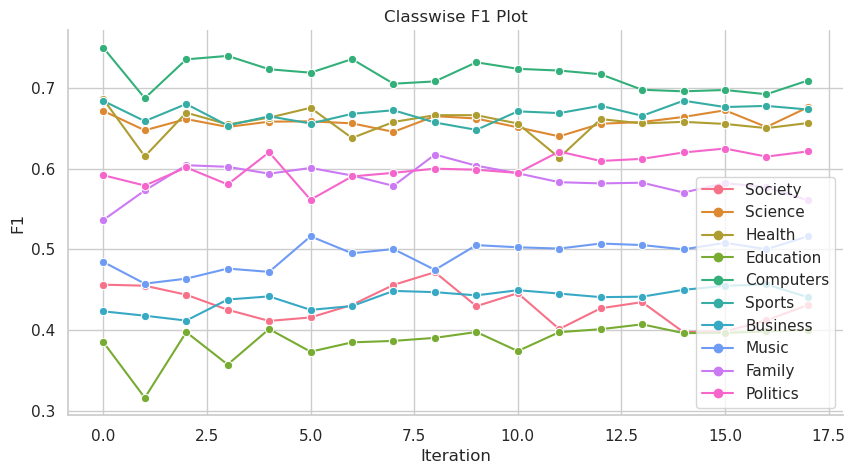 Classwise F1 Plot
0.7
0.6
0.5
0.4
0.3
F1
0.0 2.5 5.0 7.5 10.0 12.5 15.0 17.5
Iteration
Society
Science
Health
Education
Computers
Sports
Business
Music
Family
Politics